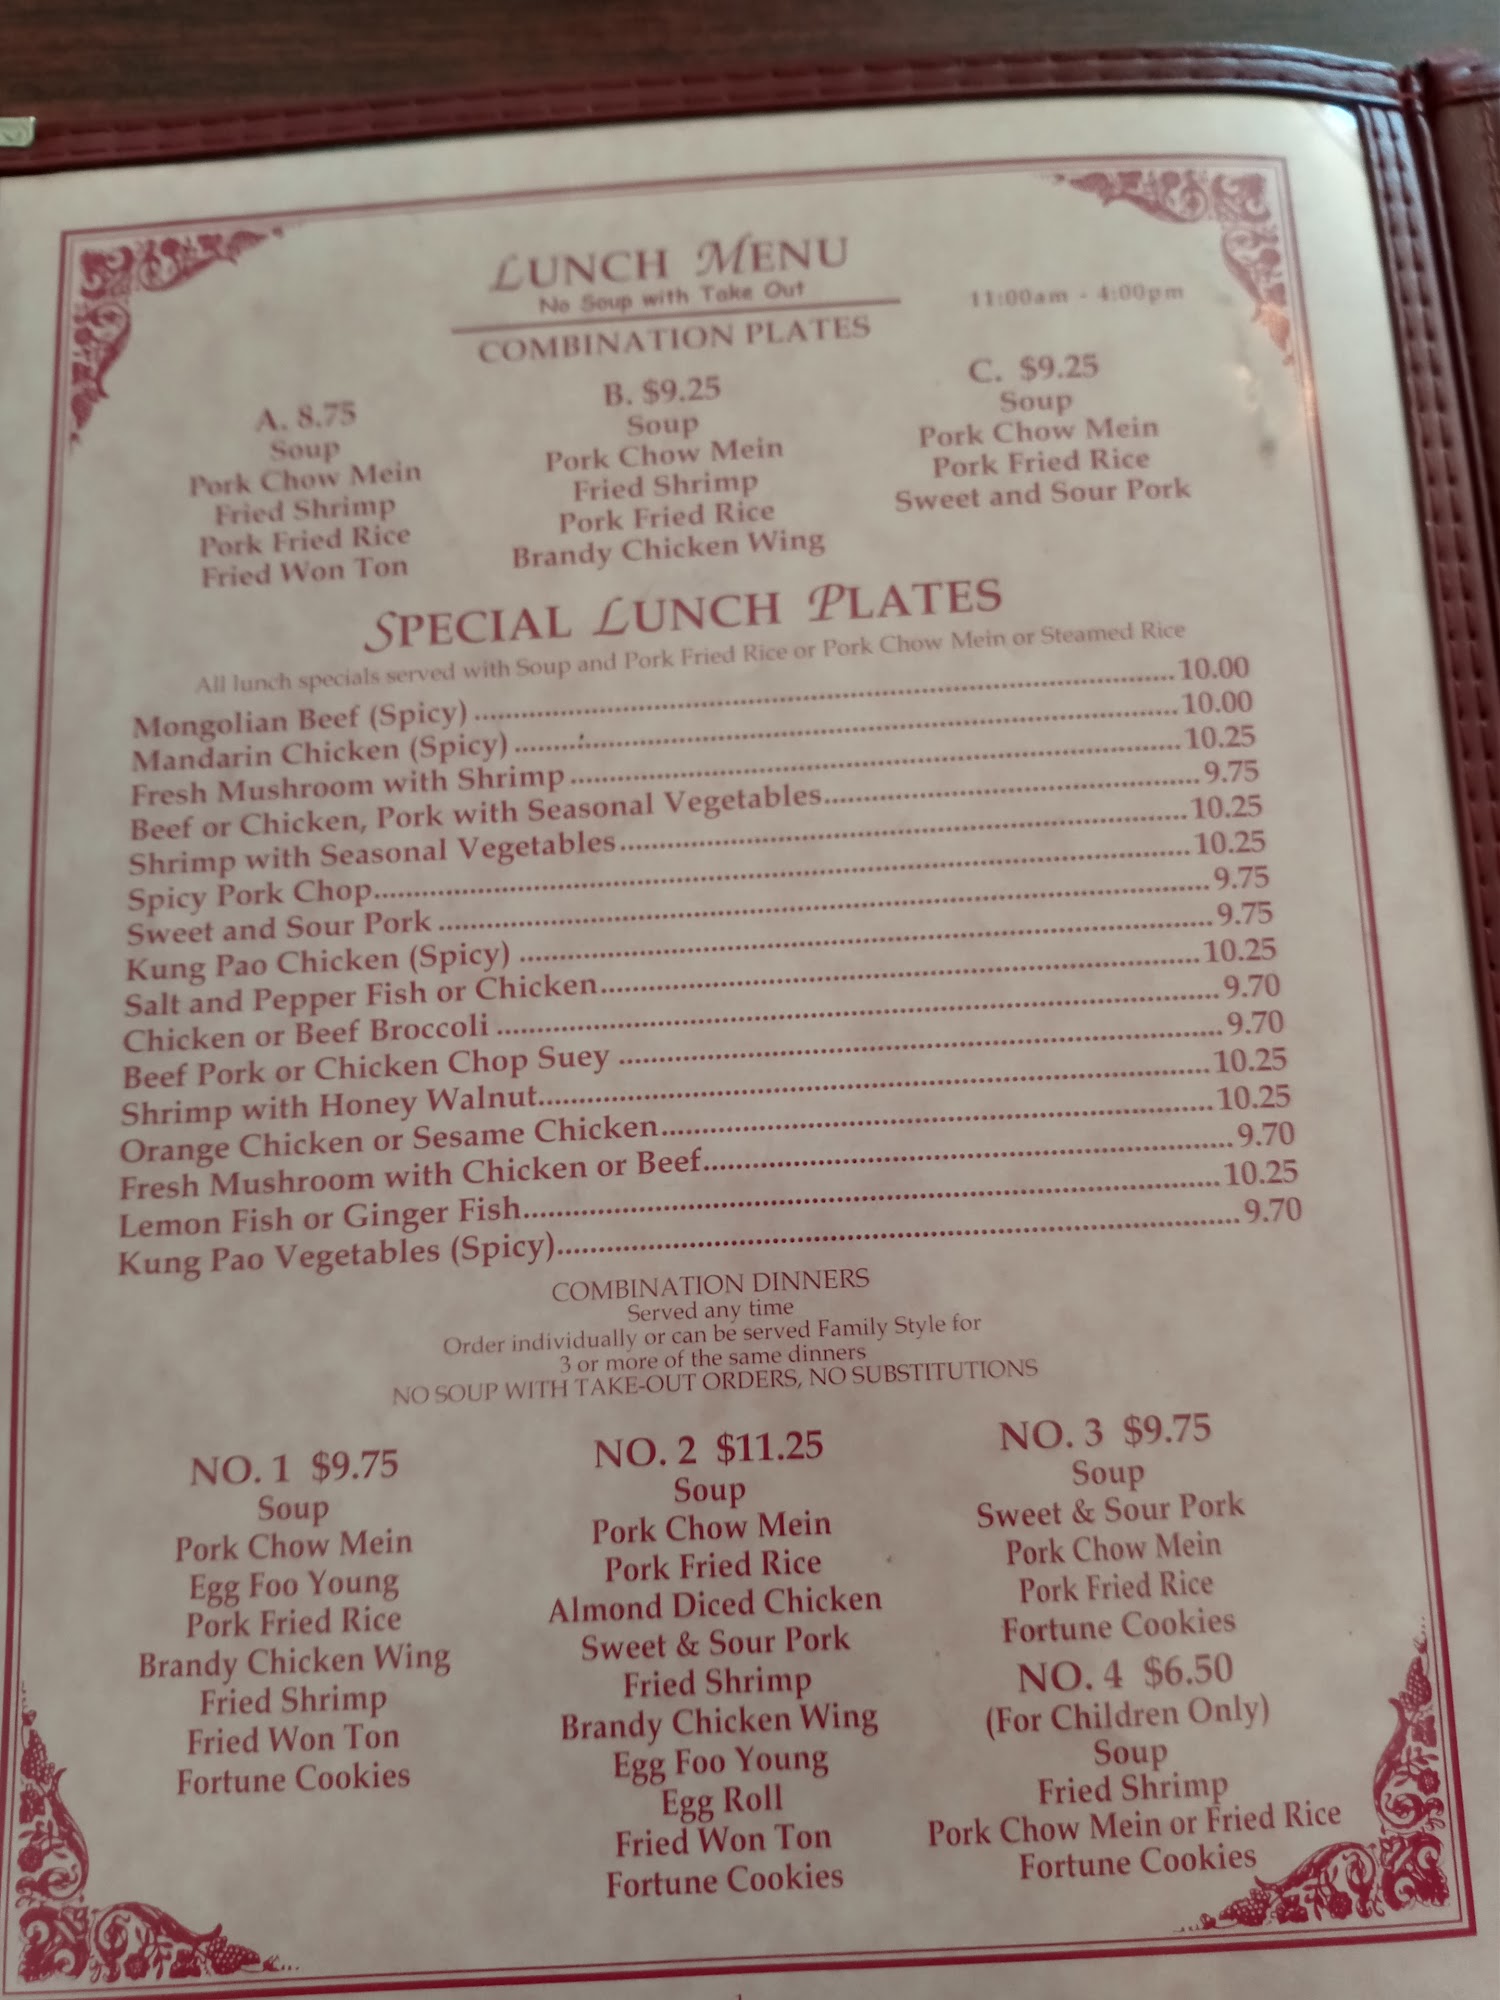 LUNCH MENU
No Soup with Take Out
11:00am - 4:00pm
COMBINATION PLATES
A. 8.75
Soup
Pork Chow Mein
Fried Shrimp
Pork Fried Rice
Fried Won Ton
B. $9.25
Soup
Pork Chow Mein
Fried Shrimp
Pork Fried Rice
Brandy Chicken Wing
C. $9.25
Soup
Pork Chow Mein
Pork Fried Rice
Sweet and Sour Pork
SPECIAL LUNCH PLATES
All lunch specials served with Soup and Pork Fried Rice or Pork Chow Mein or Steamed Rice
Mongolian Beef (Spicy) 10.00
Mandarin Chicken (Spicy) 10.00
Fresh Mushroom with Shrimp 10.25
Beef or Chicken, Pork with Seasonal Vegetables 9.75
Shrimp with Seasonal Vegetables 10.25
Spicy Pork Chop 10.25
Sweet and Sour Pork 9.75
Kung Pao Chicken (Spicy) 9.75
Salt and Pepper Fish or Chicken 10.25
Chicken or Beef Broccoli 9.70
Beef Pork or Chicken Chop Suey 9.70
Shrimp with Honey Walnut 10.25
Orange Chicken or Sesame Chicken 10.25
Fresh Mushroom with Chicken or Beef 9.70
Lemon Fish or Ginger Fish 10.25
Kung Pao Vegetables (Spicy) 9.70
COMBINATION DINNERS
Served any time
Order individually or can be served Family Style for
3 or more of the same dinners
NO SOUP WITH TAKE-OUT ORDERS, NO SUBSTITUTIONS
NO. 1 $9.75
Soup
Pork Chow Mein
Egg Foo Young
Pork Fried Rice
Brandy Chicken Wing
Fried Shrimp
Fried Won Ton
Fortune Cookies
NO. 2 $11.25
Soup
Pork Chow Mein
Pork Fried Rice
Almond Diced Chicken
Sweet & Sour Pork
Fried Shrimp
Brandy Chicken Wing
Egg Foo Young
Egg Roll
Fried Won Ton
Fortune Cookies
NO. 3 $9.75
Soup
Sweet & Sour Pork
Pork Chow Mein
Pork Fried Rice
Fortune Cookies
NO. 4 $6.50
(For Children Only)
Soup
Fried Shrimp
Pork Chow Mein or Fried Rice
Fortune Cookies